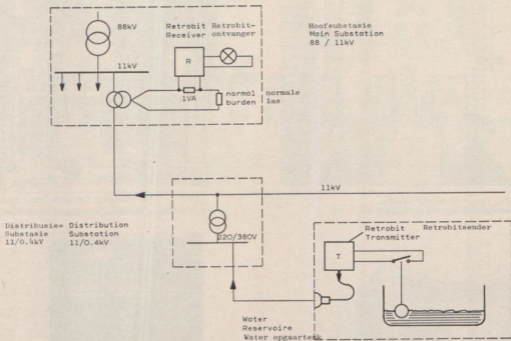 88kV
Retrobit Retrobit-
Receiver ontvanger
Hoofsubstasie
Main Substation
88 / 11kV
R
11kV
1VA
normal normale
burden las
11kV
Distribusie- Distribution
Substasie Substation
11/0.4kV 11/0.4kV
220/380V
Retrobit Retrobitsender
Transmitter
T
Water
Reservoire
Water opgaartenk